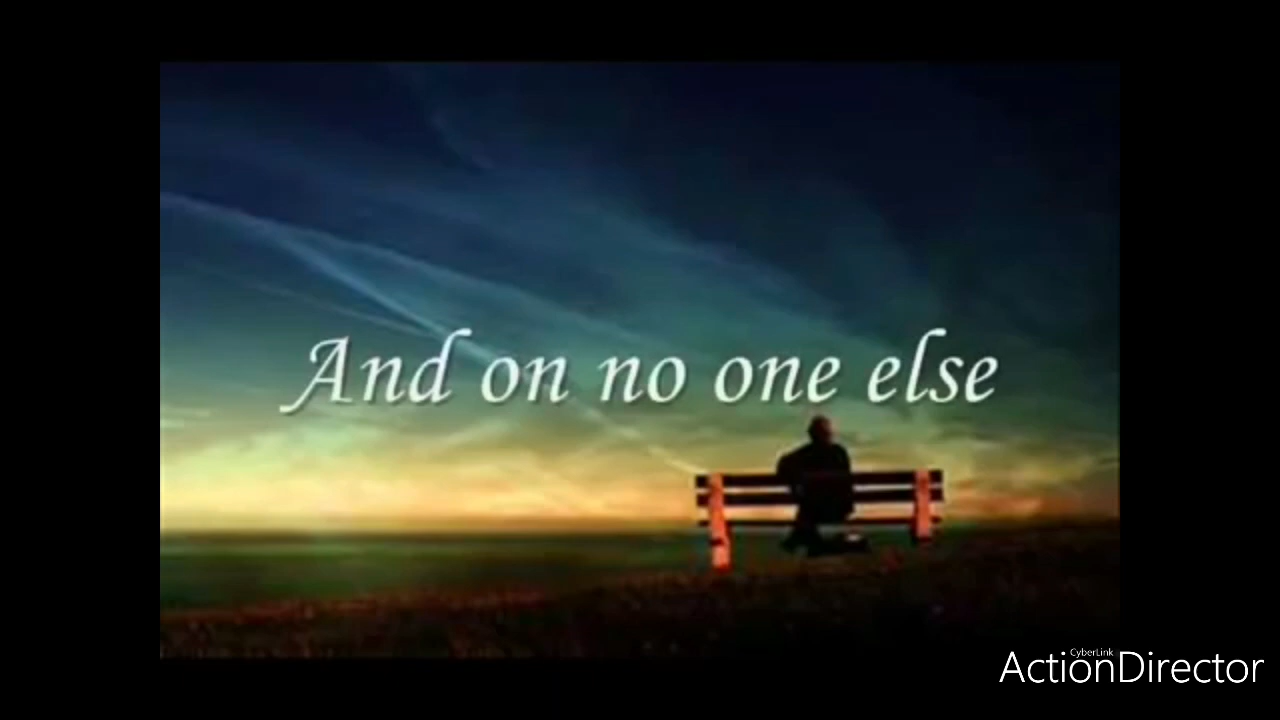 And on no one else
CyberLink
ActionDirector